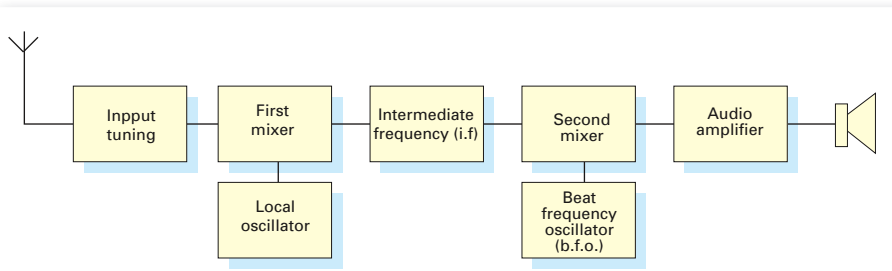 Inpput
tuning
First
mixer
Intermediate
frequency (i.f)
Second
mixer
Audio
amplifier
Local
oscillator
Beat
frequency
oscillator
(b.f.o.)